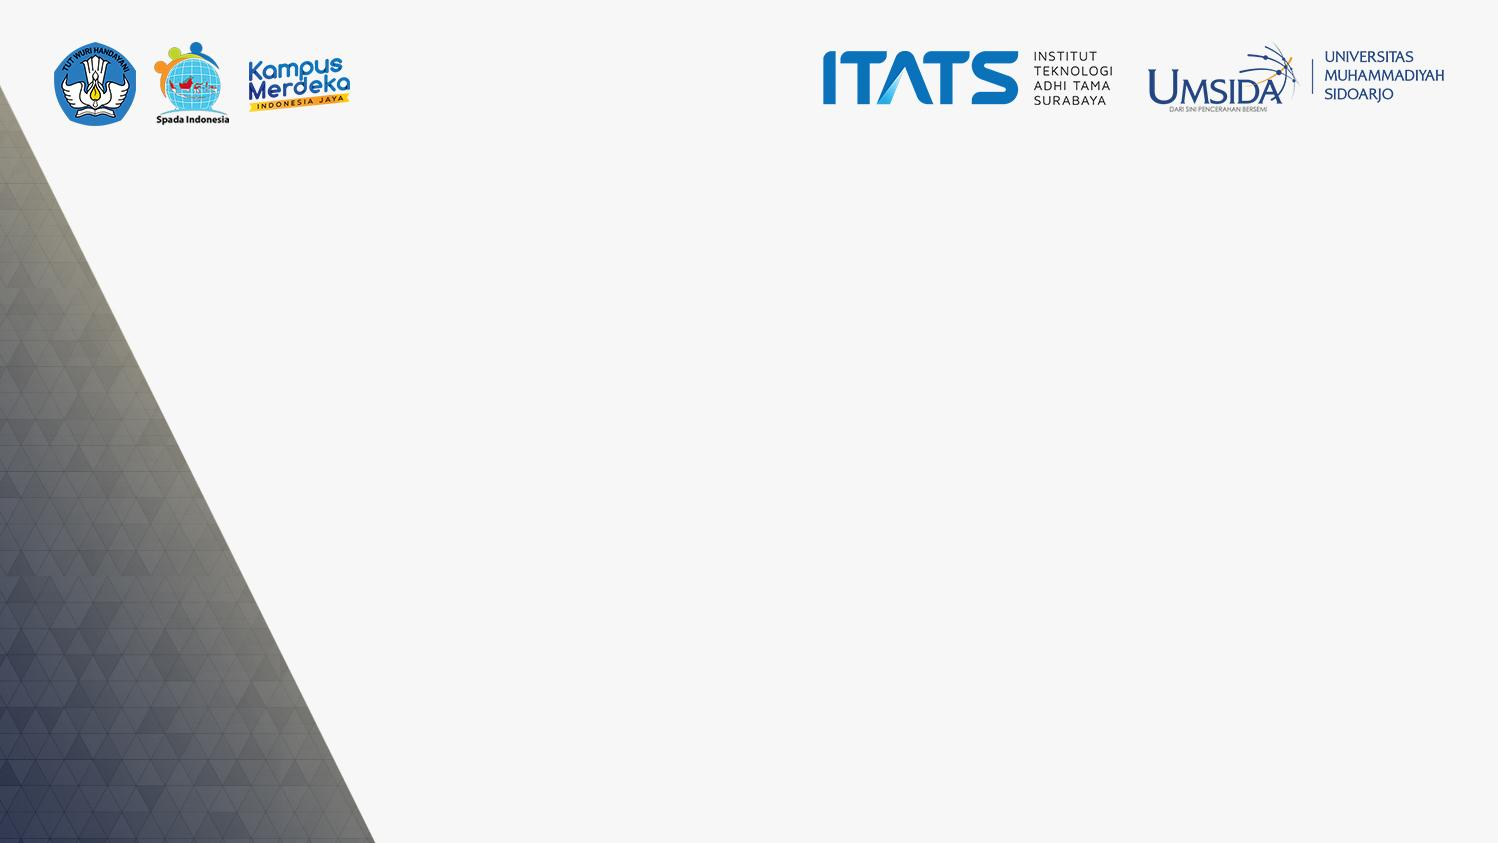 TUT WURI HANDAYANI
Spada Indonesia
Kampus
Merdeka
INDONESIA JAYA
ITATS
INSTITUT
TEKNOLOGI
ADHI TAMA
SURABAYA
UMSIDA
DARI SINI PENCERAHAN BERSEMI
UNIVERSITAS
MUHAMMADIYAH
SIDOARJO